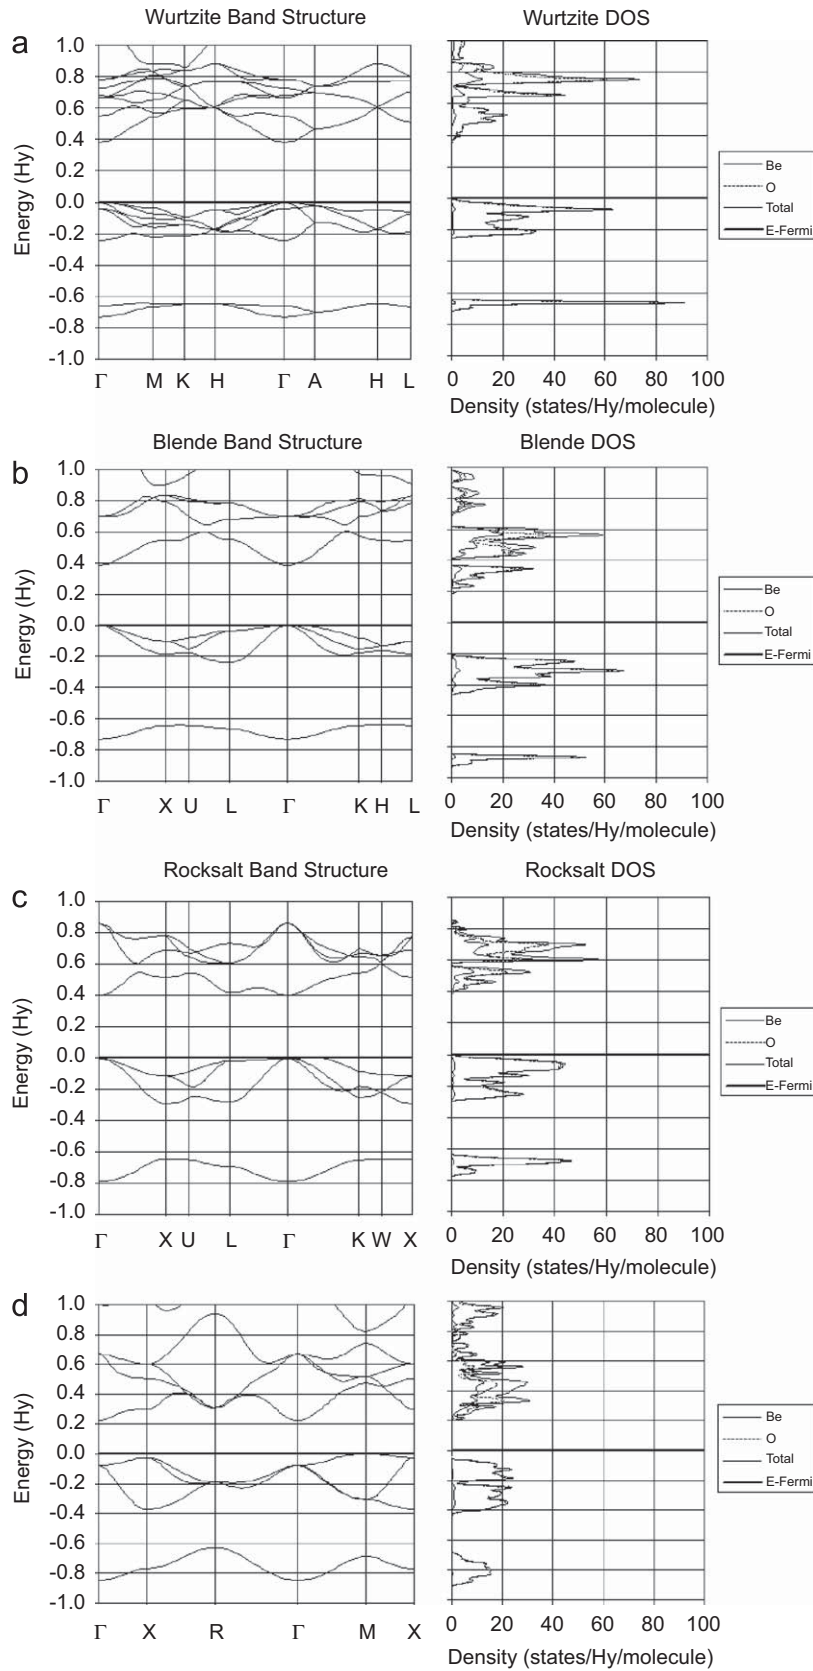 Wurtzite Band Structure Wurtzite DOS
a
1.0
0.8
0.6
0.4
0.2
0.0
-0.2
-0.4
-0.6
-0.8
-1.0
Energy (Hy)
Γ M K H Γ A H L
0 20 40 60 80 100
Density (states/Hy/molecule)
Be
O
Total
E-Fermi
Blende Band Structure Blende DOS
b
1.0
0.8
0.6
0.4
0.2
0.0
-0.2
-0.4
-0.6
-0.8
-1.0
Energy (Hy)
Γ X U L Γ K H L
0 20 40 60 80 100
Density (states/Hy/molecule)
Be
O
Total
E-Fermi
Rocksalt Band Structure Rocksalt DOS
c
1.0
0.8
0.6
0.4
0.2
0.0
-0.2
-0.4
-0.6
-0.8
-1.0
Energy (Hy)
Γ X U L Γ K W X
0 20 40 60 80 100
Density (states/Hy/molecule)
Be
O
Total
E-Fermi
d
1.0
0.8
0.6
0.4
0.2
0.0
-0.2
-0.4
-0.6
-0.8
-1.0
Energy (Hy)
Γ X R Γ M X
0 20 40 60 80 100
Density (states/Hy/molecule)
Be
O
Total
E-Fermi